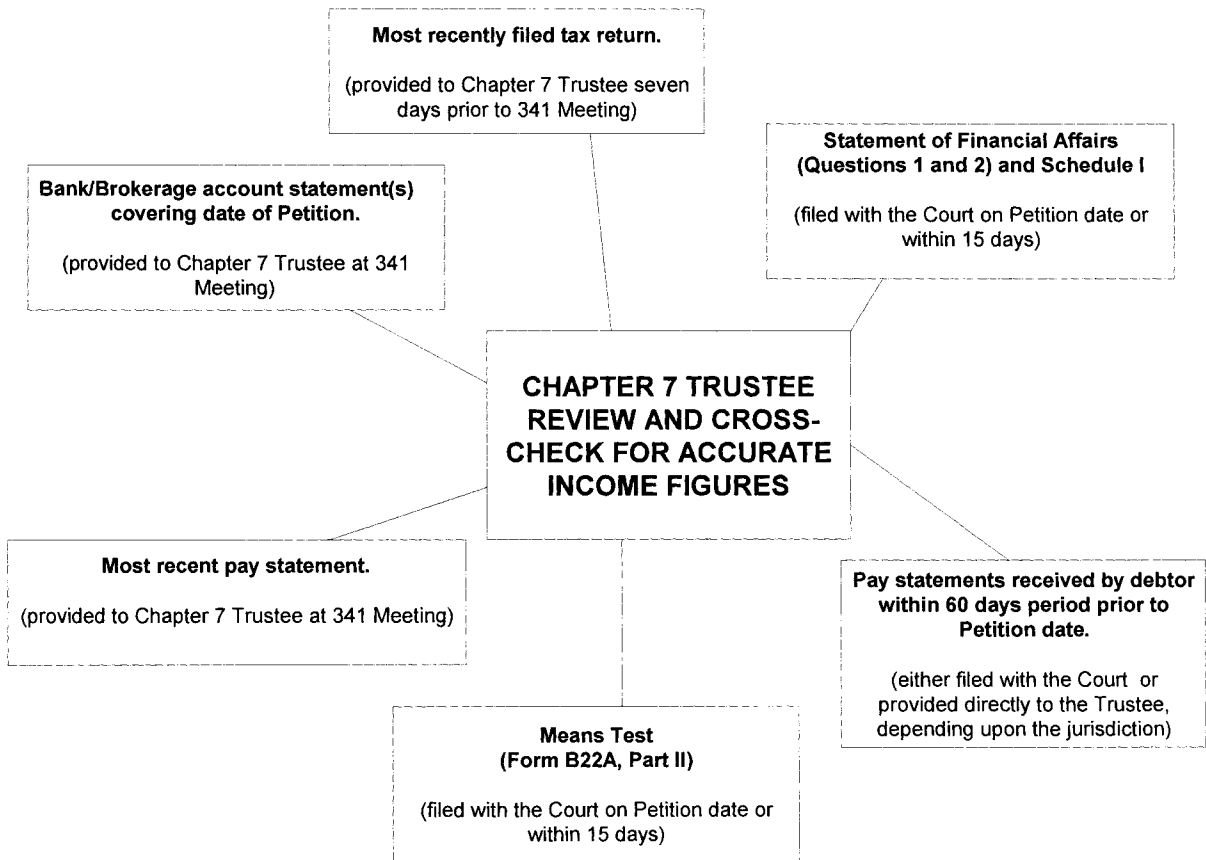 Most recently filed tax return.
(provided to Chapter 7 Trustee seven
days prior to 341 Meeting)
Statement of Financial Affairs
(Questions 1 and 2) and Schedule I
(filed with the Court on Petition date or
within 15 days)
Bank/Brokerage account statement(s)
covering date of Petition.
(provided to Chapter 7 Trustee at 341
Meeting)
CHAPTER 7 TRUSTEE
REVIEW AND CROSS-
CHECK FOR ACCURATE
INCOME FIGURES
Most recent pay statement.
(provided to Chapter 7 Trustee at 341 Meeting)
Pay statements received by debtor
within 60 days period prior to
Petition date.
(either filed with the Court or
provided directly to the Trustee,
depending upon the jurisdiction)
Means Test
(Form B22A, Part II)
(filed with the Court on Petition date or
within 15 days)